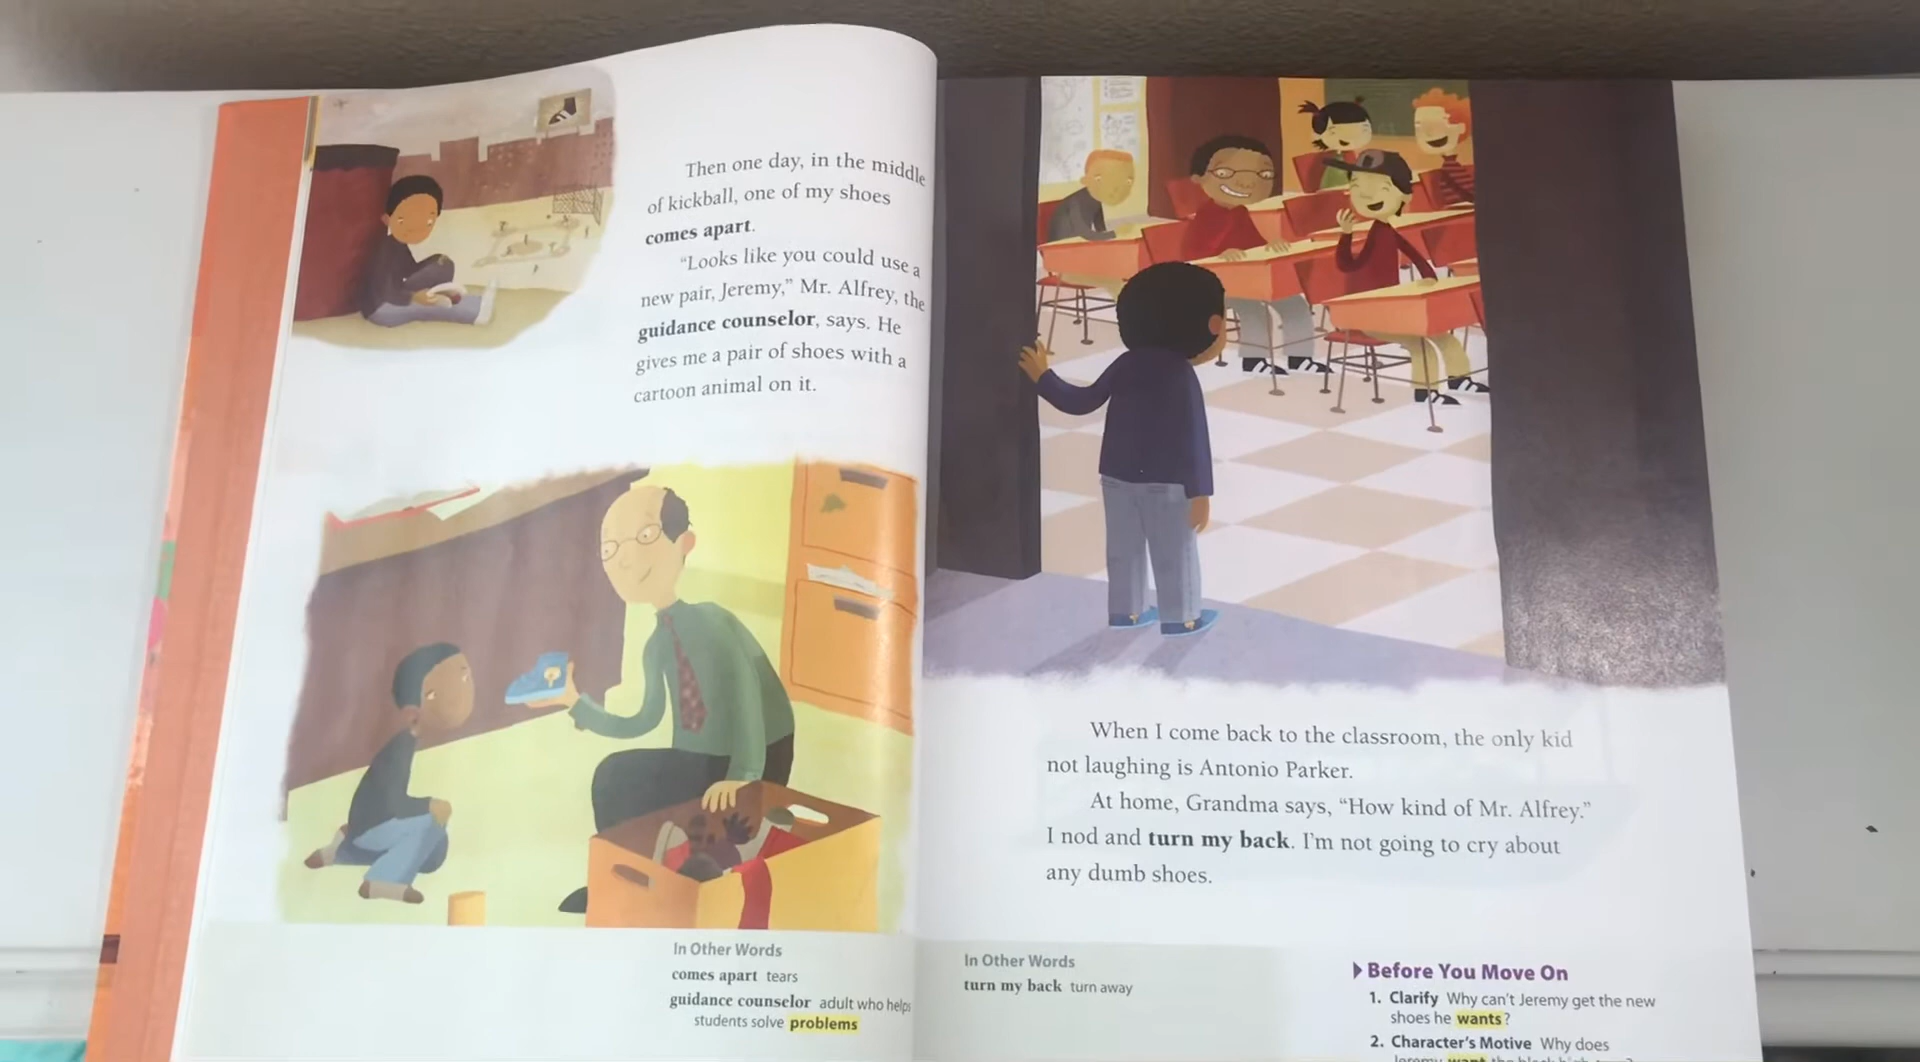 Then one day, in the middle
of kickball, one of my shoes
comes apart.
"Looks like you could use a
new pair, Jeremy," Mr. Alfrey, the
guidance counselor, says. He
gives me a pair of shoes with a
cartoon animal on it.
In Other Words
comes apart tears
guidance counselor adult who helps
students solve problems
When I come back to the classroom, the only kid
not laughing is Antonio Parker.
At home, Grandma says, "How kind of Mr. Alfrey."
I nod and turn my back. I'm not going to cry about
any dumb shoes.
In Other Words
turn my back turn away
Before You Move On
1. Clarify Why can't Jeremy get the new
shoes he wants?
2. Character's Motive Why does
Jeremy want the black high